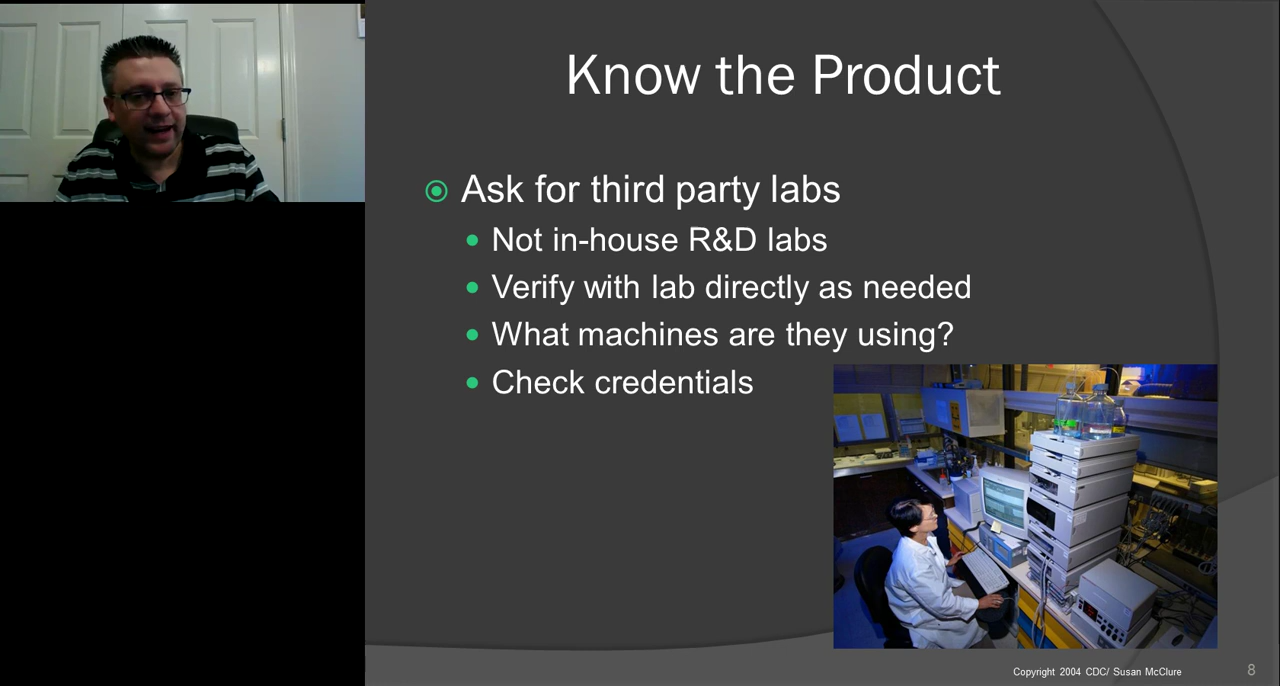 Know the Product
Ask for third party labs
Not in-house R&D labs
Verify with lab directly as needed
What machines are they using?
Check credentials
Copyright 2004 CDC/ Susan McClure
8